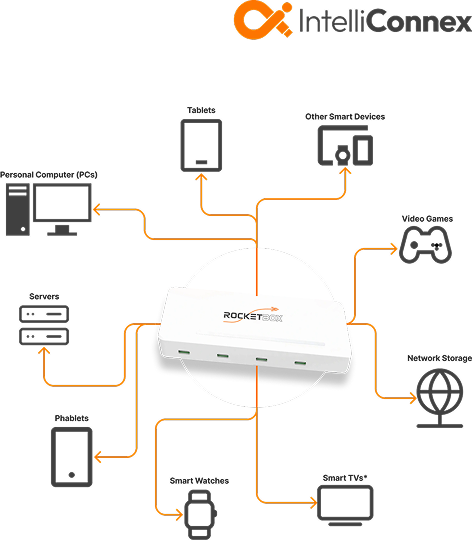 IntelliConnex
Tablets
Other Smart Devices
Personal Computer (PCs)
Video Games
Servers
ROCKETBOX
Network Storage
Phablets
Smart Watches
Smart TVs*